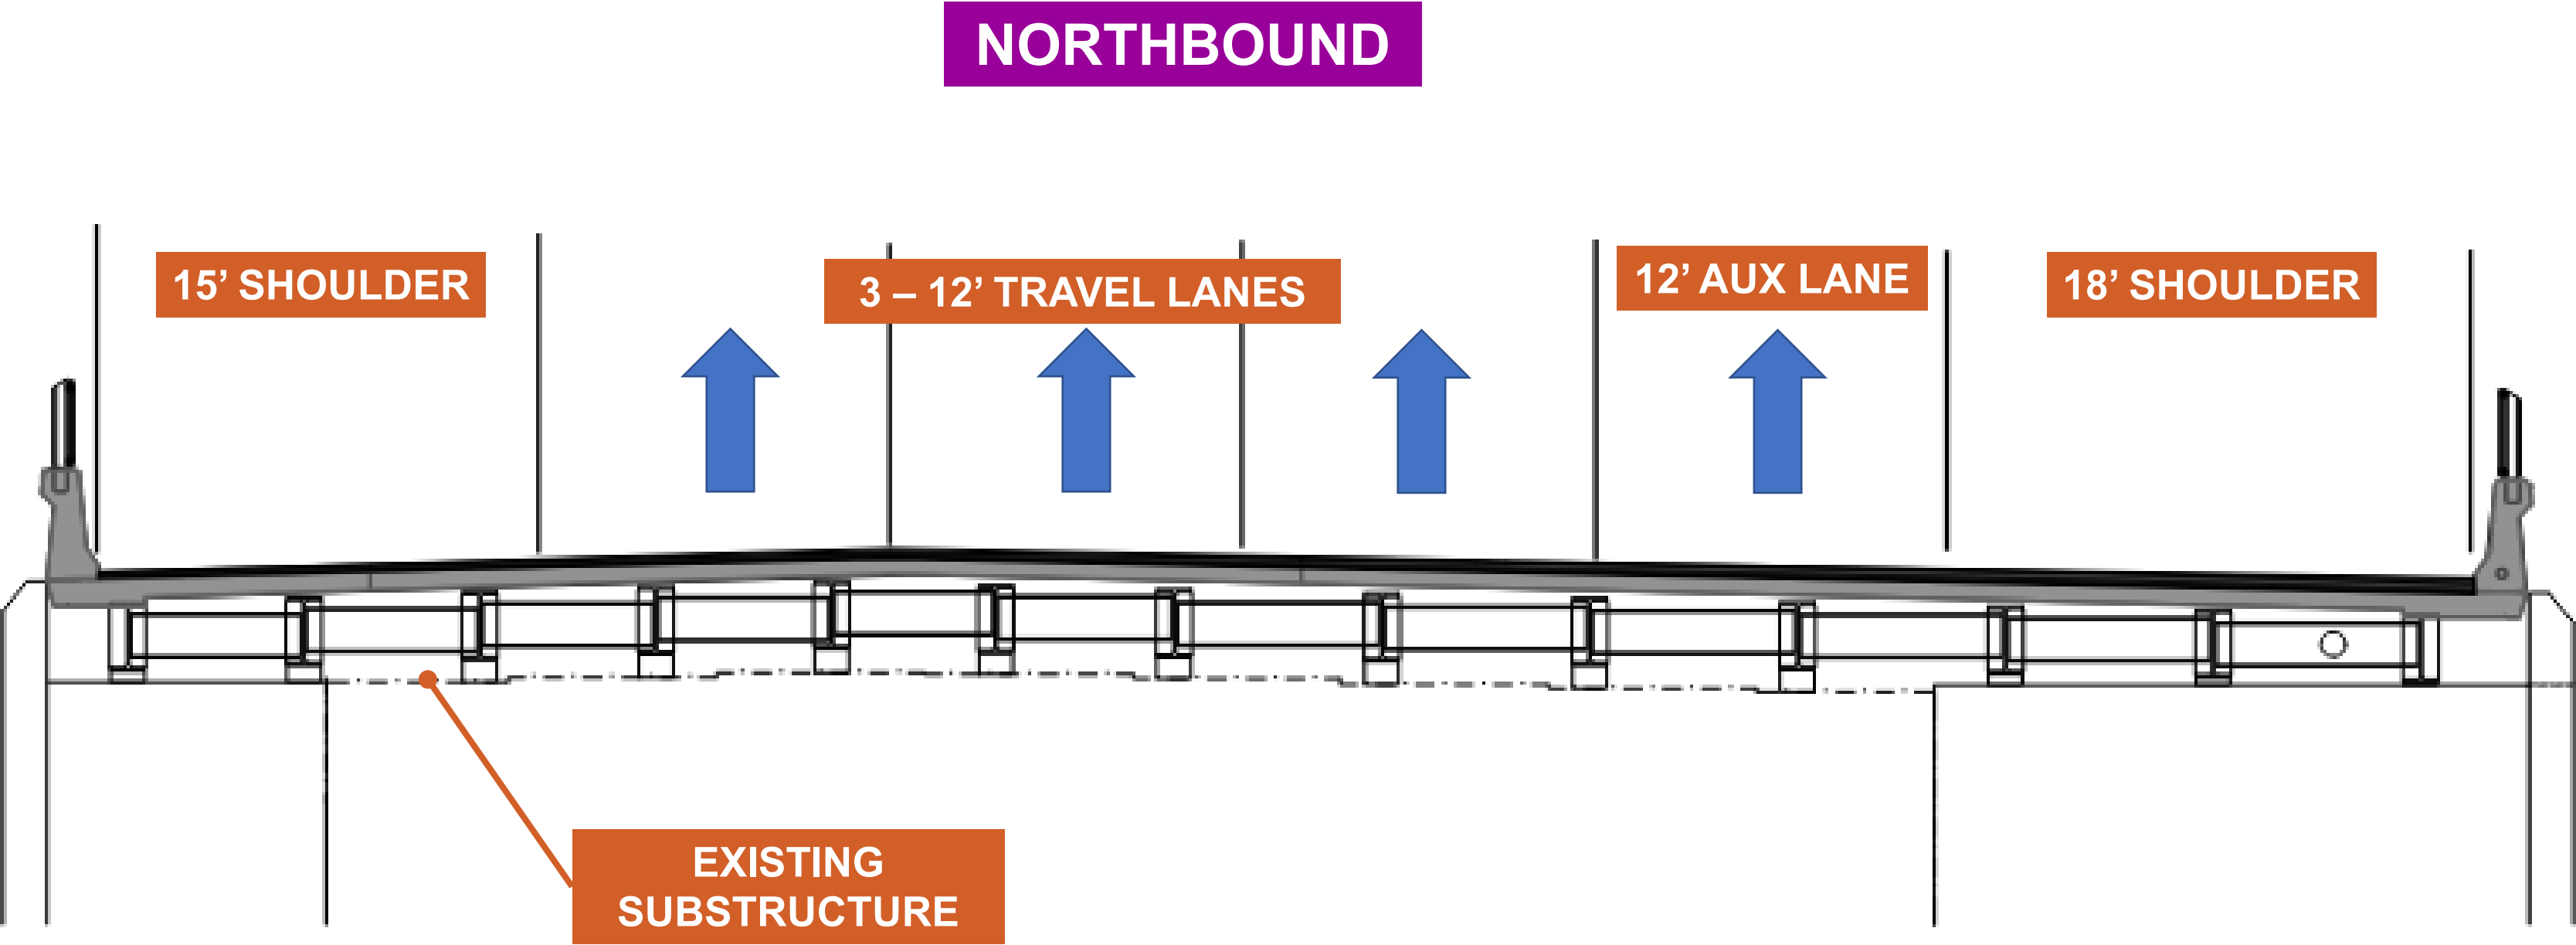 NORTHBOUND
15’ SHOULDER
3 – 12’ TRAVEL LANES
12’ AUX LANE
18’ SHOULDER
EXISTING
SUBSTRUCTURE